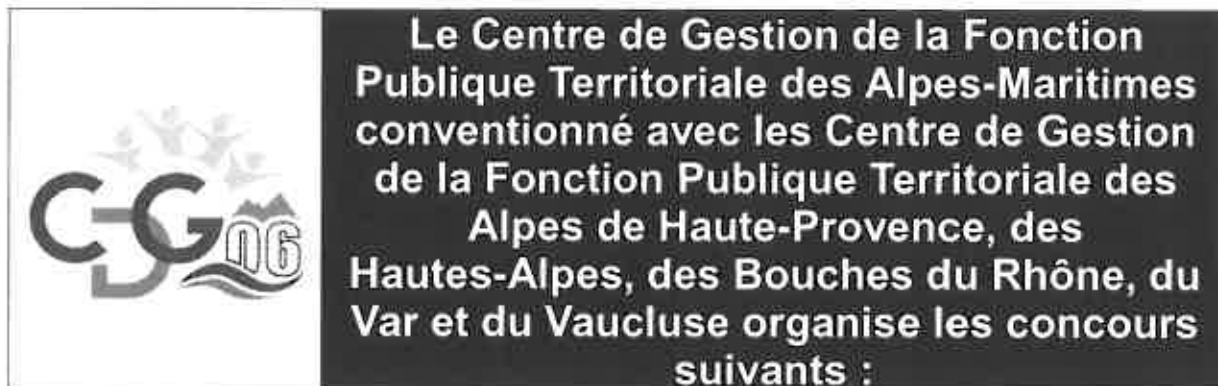 CDG06
Le Centre de Gestion de la Fonction
Publique Territoriale des Alpes-Maritimes
conventionné avec les Centre de Gestion
de la Fonction Publique Territoriale des
Alpes de Haute-Provence, des
Hautes-Alpes, des Bouches du Rhône, du
Var et du Vaucluse organise les concours
suivants :